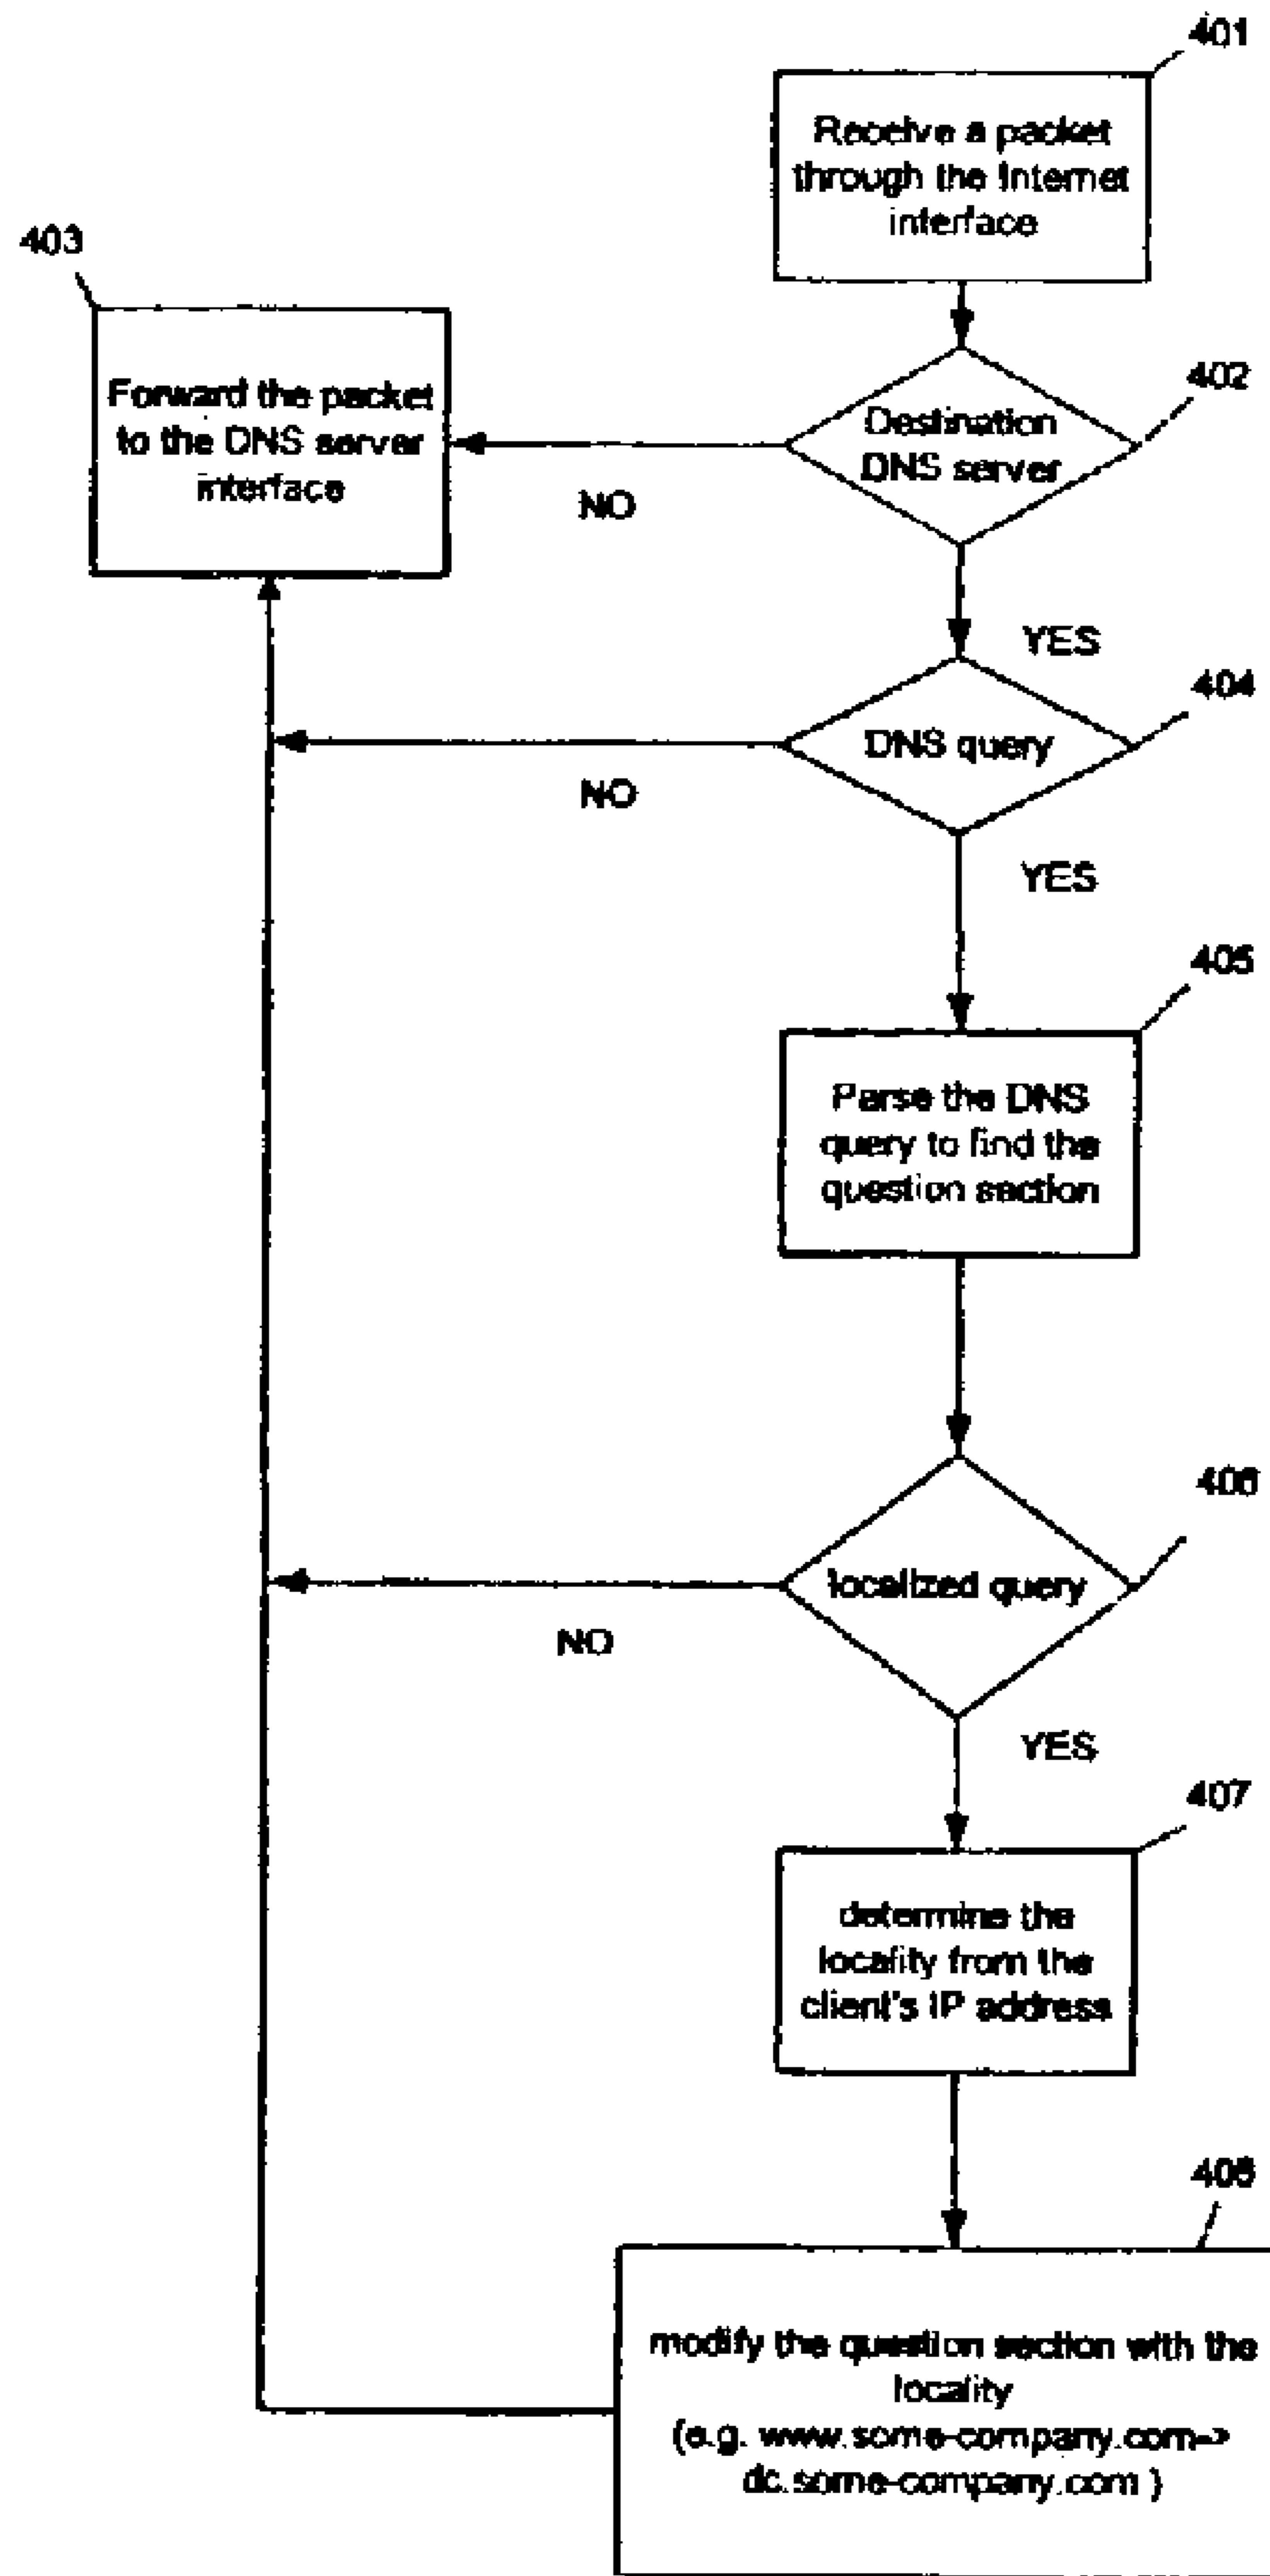 401
Receive a packet
through the Internet
interface
403
Forward the packet
to the DNS server
interface
402
Destination
DNS server
NO
YES
404
DNS query
NO
YES
405
Parse the DNS
query to find the
question section
406
localized query
NO
YES
407
determine the
locality from the
client's IP address
408
modify the question section with the
locality
(e.g. www.some-company.com->
dc.some-company.com )